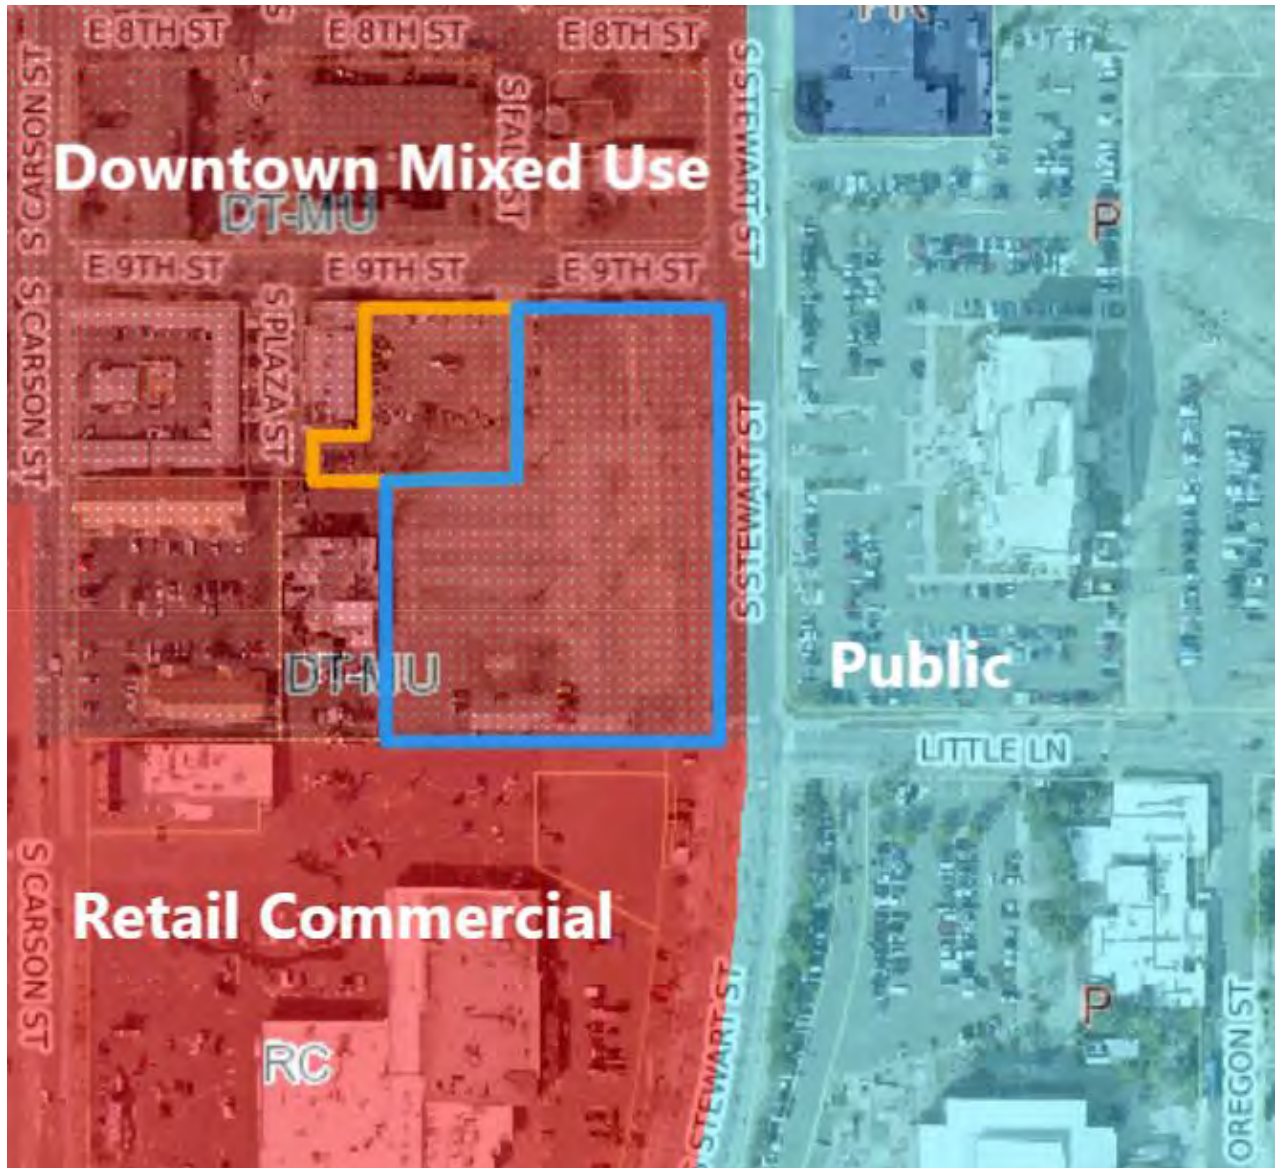 E 8TH ST
E 8TH ST
E 8TH ST
S CARSON ST
S FALL ST
S STEWART ST
Downtown Mixed Use
DT-MU
P
E 9TH ST
E 9TH ST
E 9TH ST
S CARSON ST
S PLAZA ST
S STEWART ST
DT-MU
Public
LITTLE LN
S CARSON ST
Retail Commercial
RC
P
STEWART ST
OREGON ST